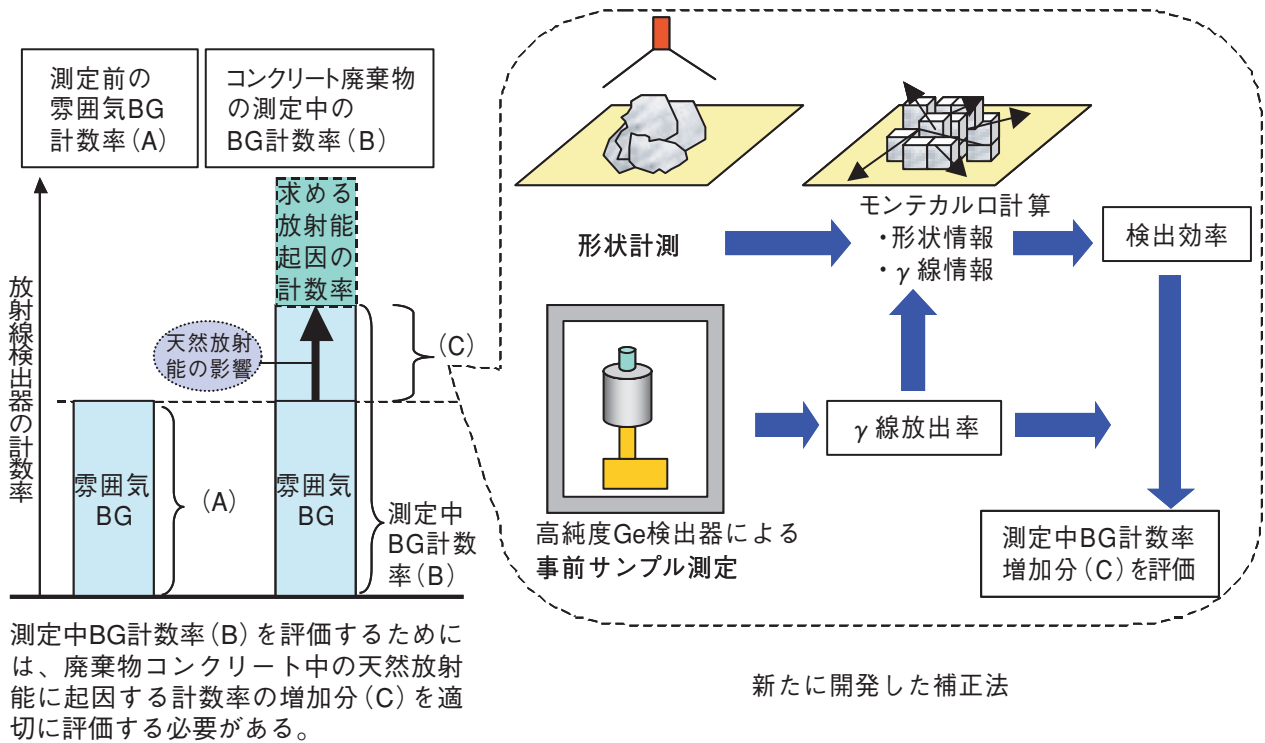 測定前の
雰囲気BG
計数率(A)
コンクリート廃棄物
の測定中の
BG計数率(B)
放射線検出器の計数率
求める
放射能
起因の
計数率
天然放射
能の影響
(C)
雰囲気
BG
(A)
雰囲気
BG
測定中
BG計数
率(B)
測定中BG計数率(B)を評価するために
は、廃棄物コンクリート中の天然放射
能に起因する計数率の増加分(C)を適
切に評価する必要がある。
形状計測
モンテカルロ計算
・形状情報
・γ線情報
検出効率
高純度Ge検出器による
事前サンプル測定
γ線放出率
測定中BG計数率
増加分(C)を評価
新たに開発した補正法